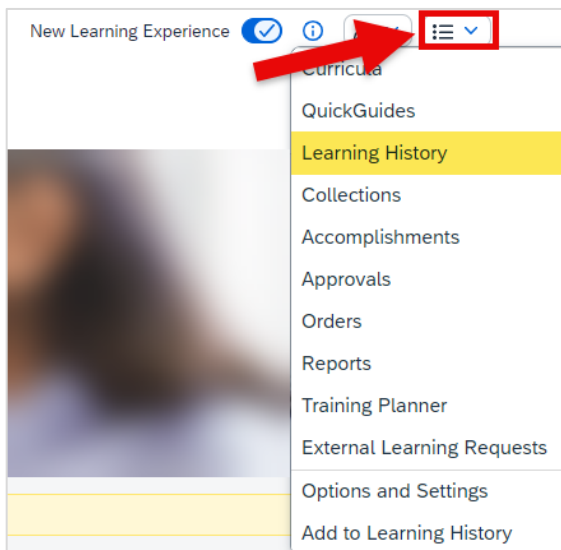 New Learning Experience
Curricula
QuickGuides
Learning History
Collections
Accomplishments
Approvals
Orders
Reports
Training Planner
External Learning Requests
Options and Settings
Add to Learning History